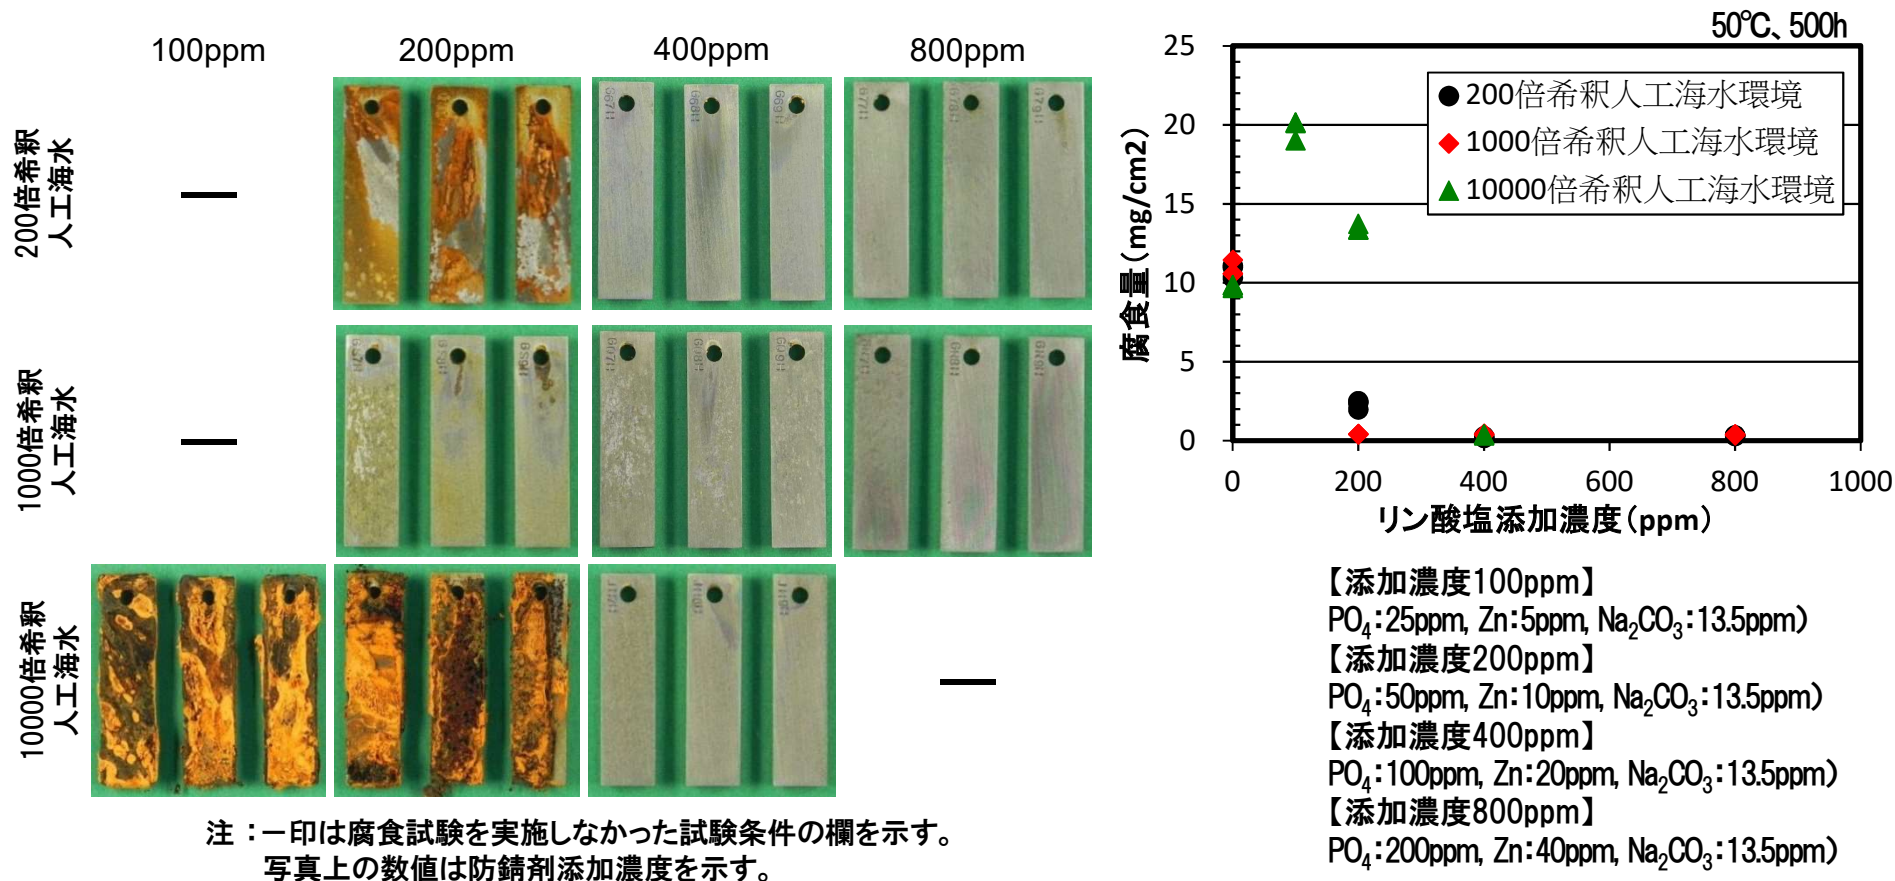 100ppm
200ppm
400ppm
800ppm
200倍希釈
人工海水
1000倍希釈
人工海水
10000倍希釈
人工海水
注：－印は腐食試験を実施しなかった試験条件の欄を示す。
写真上の数値は防錆剤添加濃度を示す。
50℃、500h
25
20
15
10
5
0
腐食量（mg/cm2）
●200倍希釈人工海水環境
◆1000倍希釈人工海水環境
▲10000倍希釈人工海水環境
0 200 400 600 800 1000
リン酸塩添加濃度（ppm）
【添加濃度100ppm】
PO₄：25ppm, Zn：5ppm, Na₂CO₃：13.5ppm）
【添加濃度200ppm】
PO₄：50ppm, Zn：10ppm, Na₂CO₃：13.5ppm）
【添加濃度400ppm】
PO₄：100ppm, Zn：20ppm, Na₂CO₃：13.5ppm）
【添加濃度800ppm】
PO₄：200ppm, Zn：40ppm, Na₂CO₃：13.5ppm）